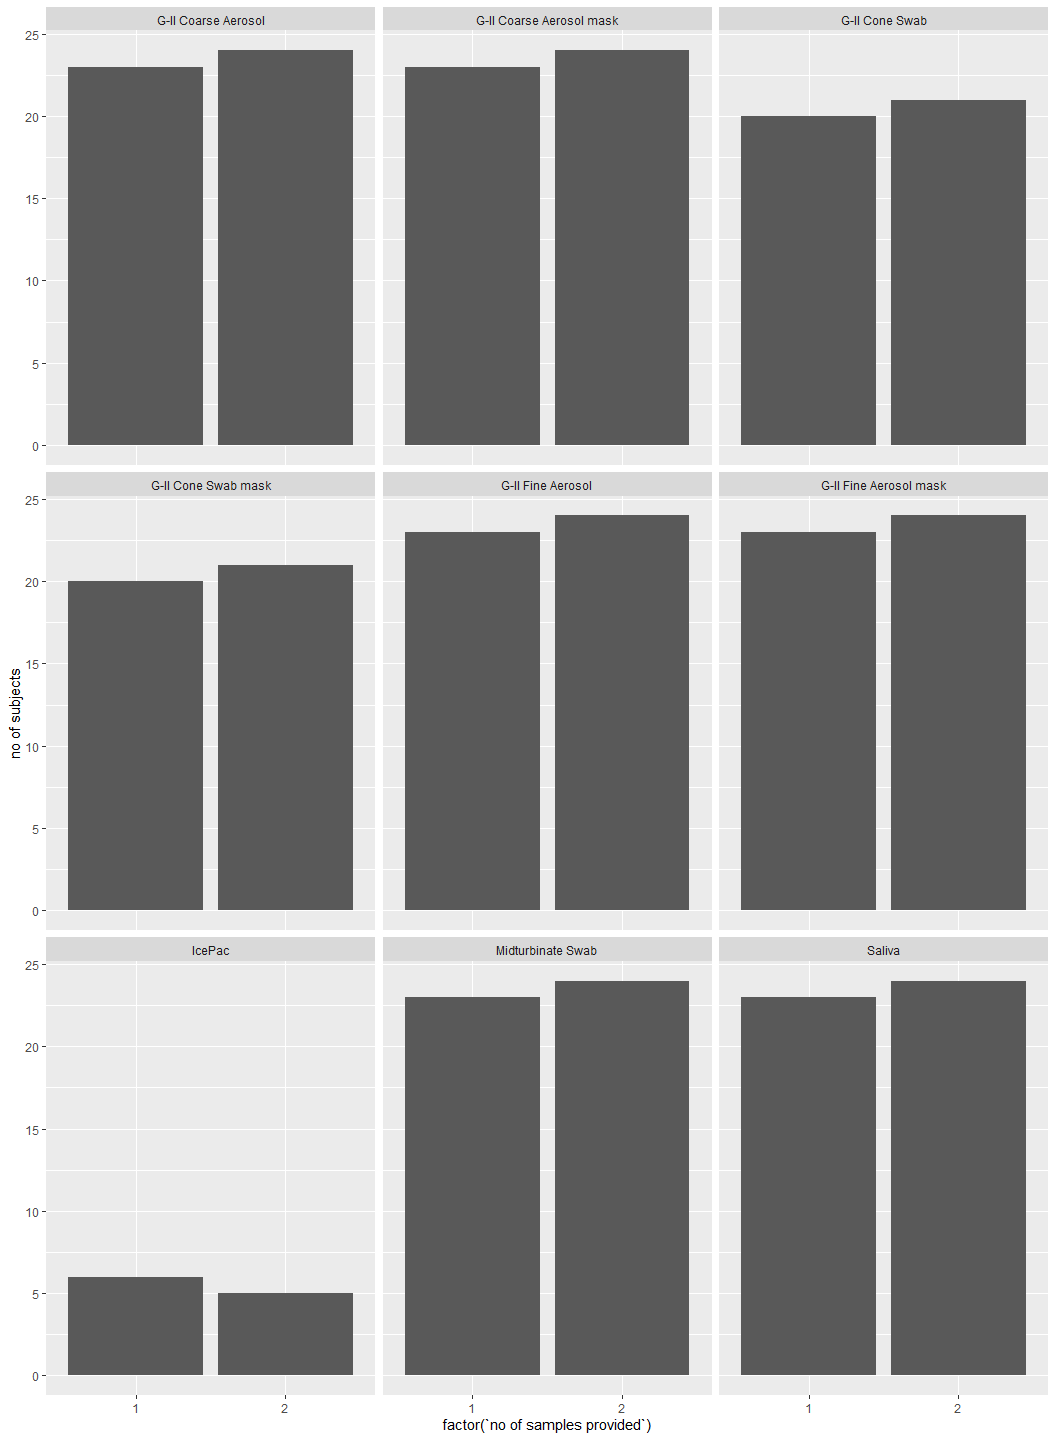 G-II Coarse Aerosol
G-II Coarse Aerosol mask
G-II Cone Swab
25
20
15
10
5
0
G-II Cone Swab mask
G-II Fine Aerosol
G-II Fine Aerosol mask
25
20
15
10
5
0
no of subjects
IcePac
Midturbinate Swab
Saliva
25
20
15
10
5
0
1
2
1
2
1
2
factor(`no of samples provided`)